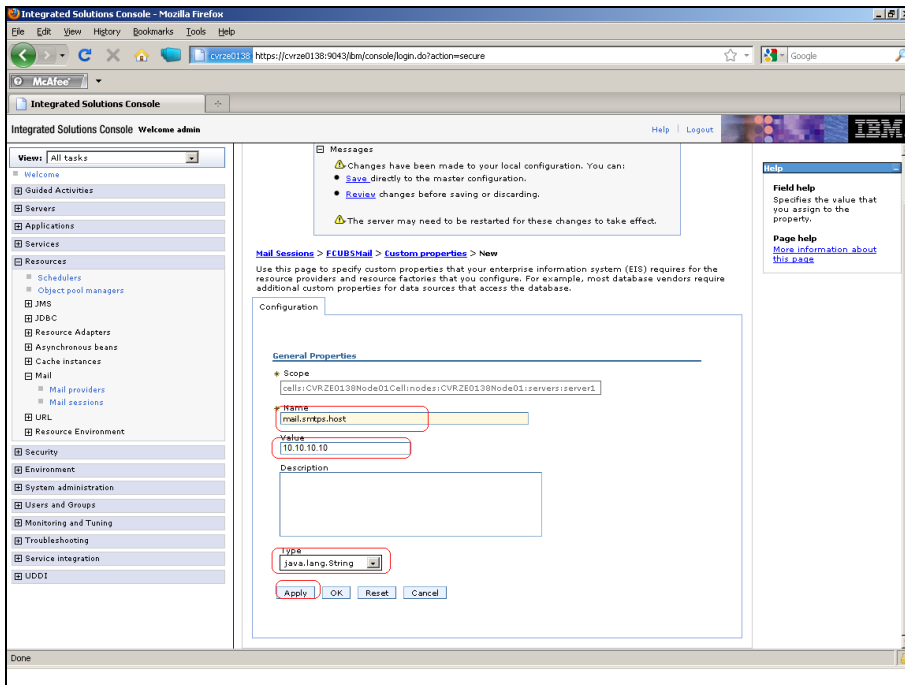 Integrated Solutions Console - Mozilla Firefox
File Edit View History Bookmarks Tools Help
cvrze0138 https://cvrze0138:9043/ibm/console/login.do?action=secure
Google
McAfee
Integrated Solutions Console
Integrated Solutions Console Welcome admin
Help | Logout
IBM
View: All tasks
Welcome
Guided Activities
Servers
Applications
Services
Resources
Schedulers
Object pool managers
JMS
JDBC
Resource Adapters
Asynchronous beans
Cache instances
Mail
Mail providers
Mail sessions
URL
Resource Environment
Security
Environment
System administration
Users and Groups
Monitoring and Tuning
Troubleshooting
Service integration
UDDI
Messages
Changes have been made to your local configuration. You can:
Save directly to the master configuration.
Review changes before saving or discarding.
The server may need to be restarted for these changes to take effect.
Mail Sessions > FCUBSMail > Custom properties > New
Use this page to specify custom properties that your enterprise information system (EIS) requires for the
resource providers and resource factories that you configure. For example, most database vendors require
additional custom properties for data sources that access the database.
Configuration
General Properties
Scope
cells:CVRZE0138Node01Cell:nodes:CVRZE0138Node01:servers:server1
Name
mail.smtps.host
Value
10.10.10.10
Description
Type
java.lang.String
Apply OK Reset Cancel
Help
Field help
Specifies the value that
you assign to the
property.
Page help
More information about
this page
Done